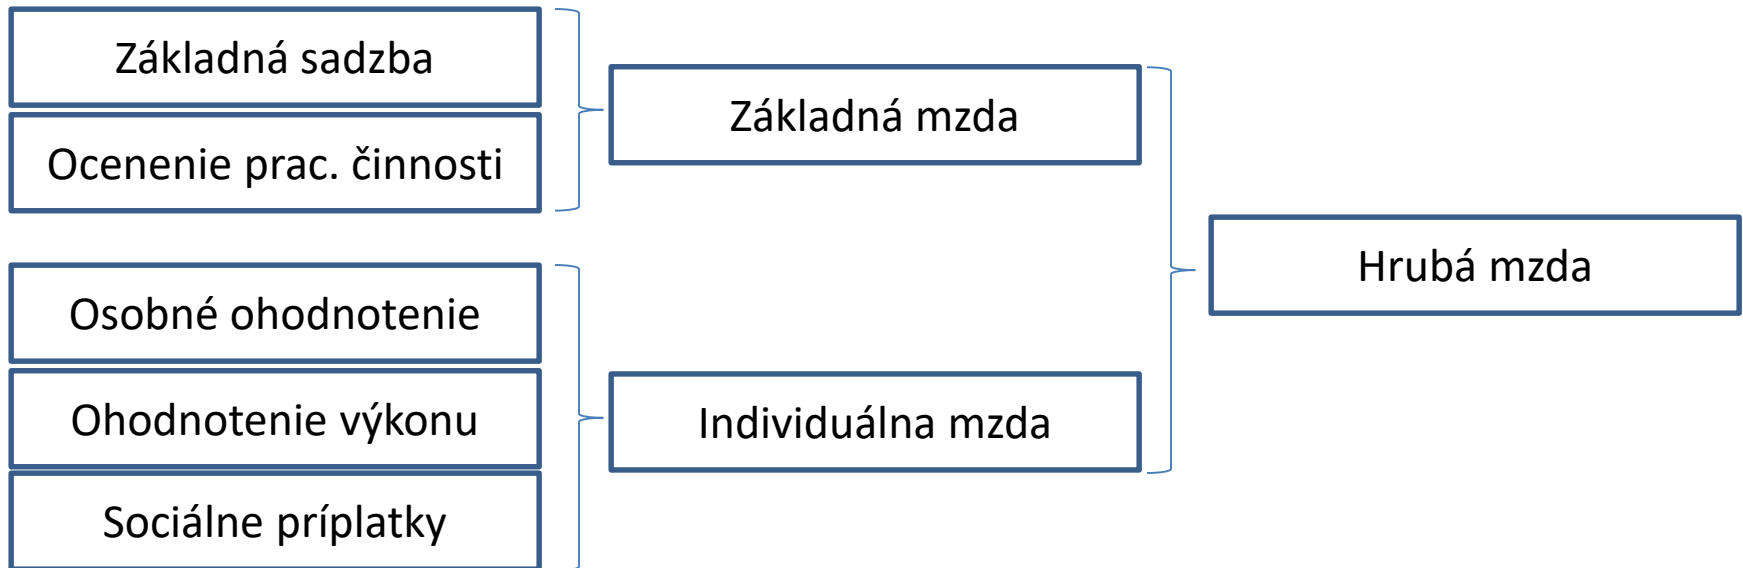 Základná sadzba
Ocenenie prac. činnosti
Základná mzda
Osobné ohodnotenie
Ohodnotenie výkonu
Sociálne príplatky
Individuálna mzda
Hrubá mzda